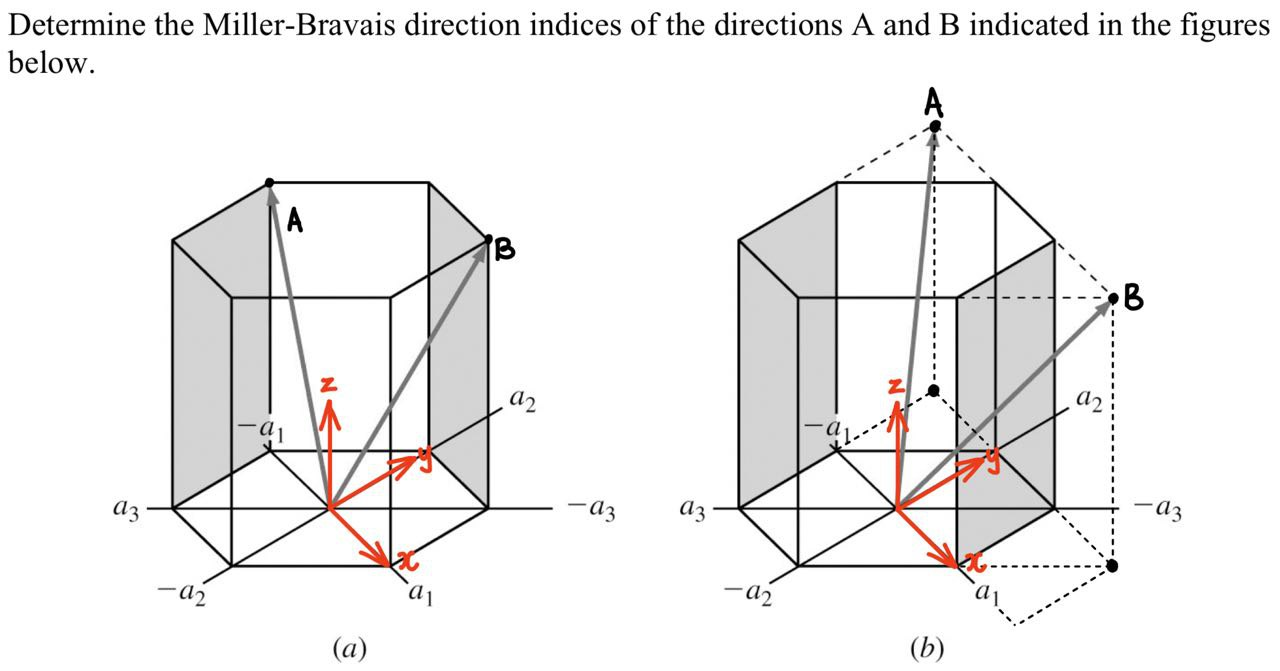 Determine the Miller-Bravais direction indices of the directions A and B indicated in the figures
below.
A
A
B
B
z
z
a2
a2
−a1
−a1
y
y
a3
−a3
a3
−a3
x
x
−a2
a1
−a2
a1
(a)
(b)